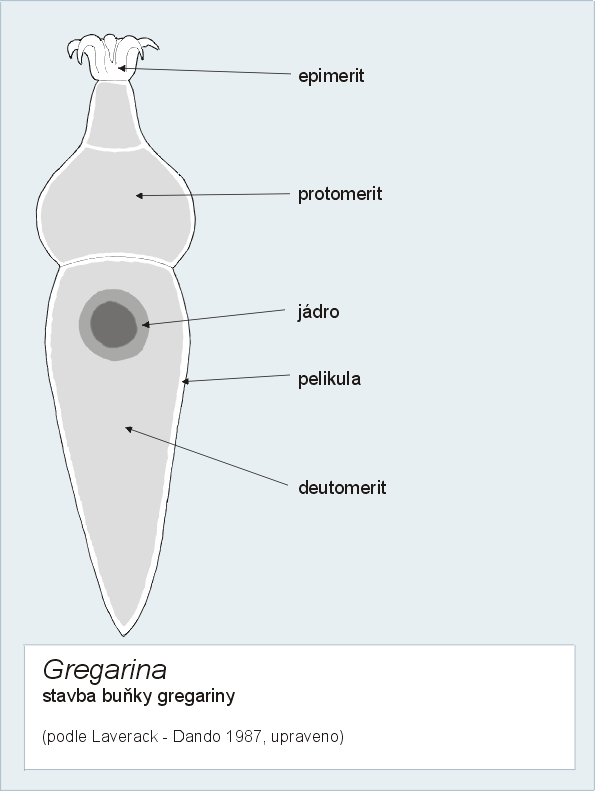 epimerit
protomerit
jádro
pelikula
deutomerit
Gregarina
stavba buňky gregariny
(podle Laverack - Dando 1987, upraveno)